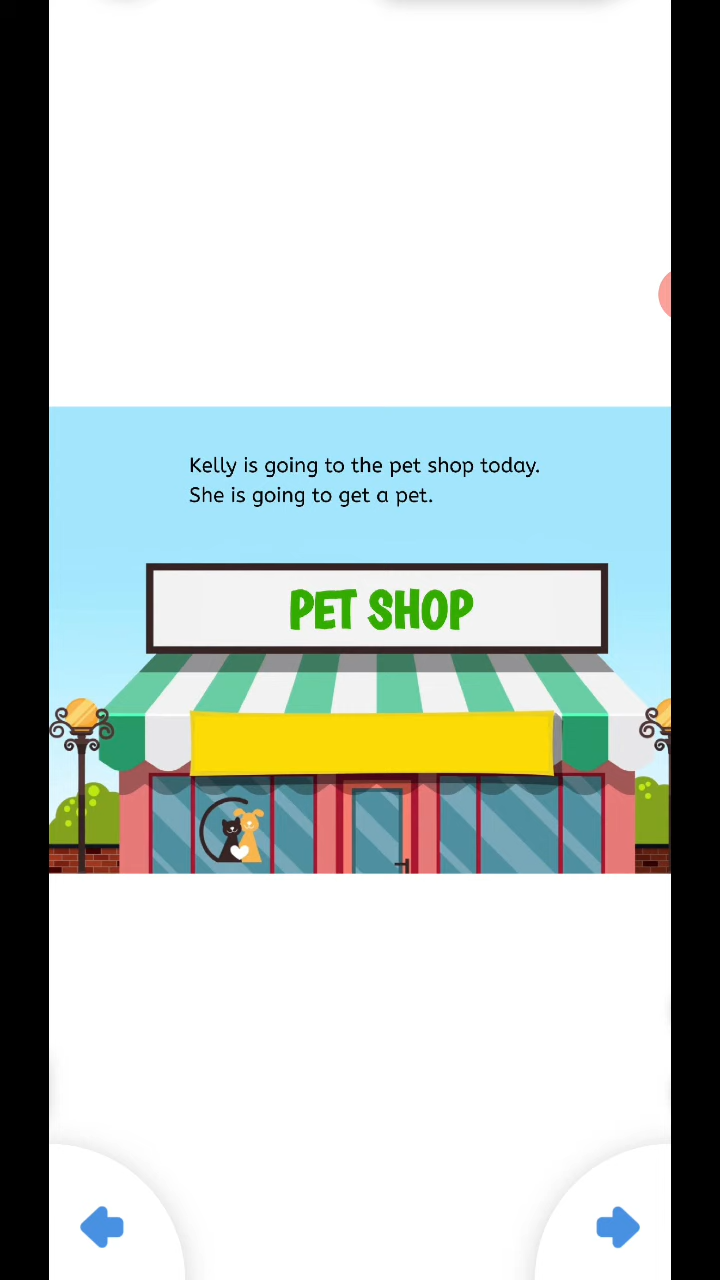 Kelly is going to the pet shop today.
She is going to get a pet.
PET SHOP